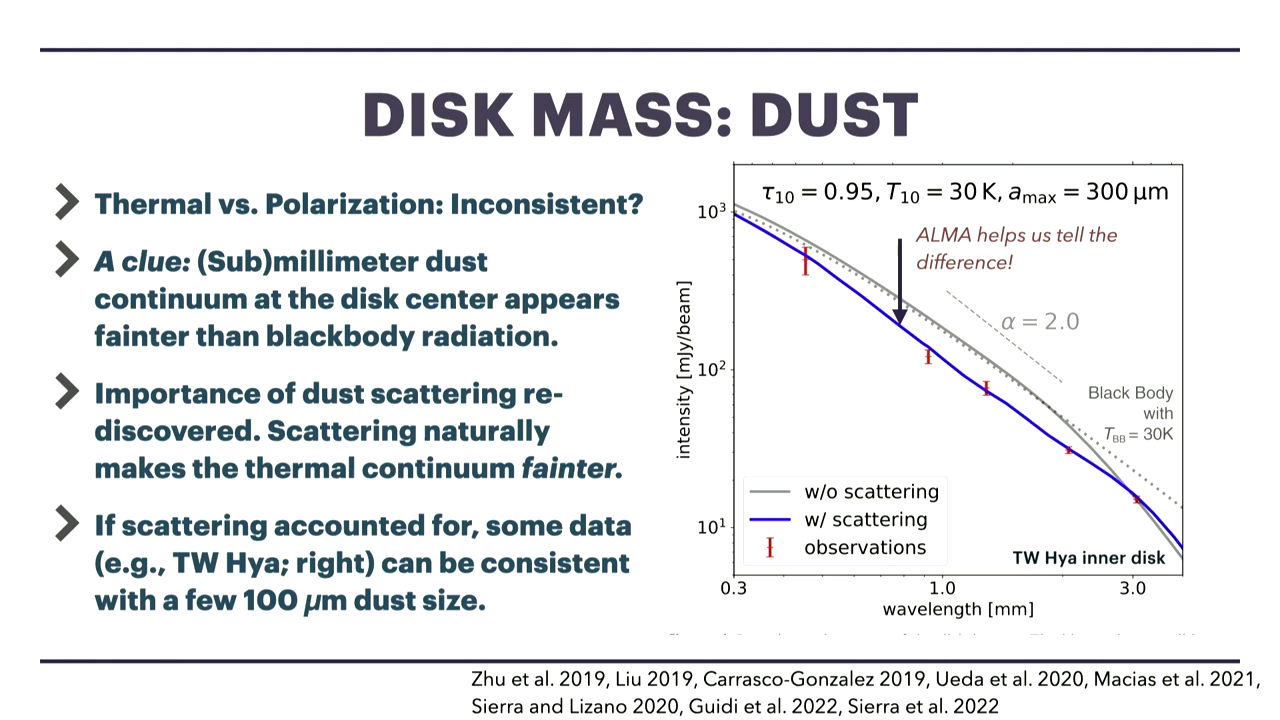 DISK MASS: DUST
Thermal vs. Polarization: Inconsistent?
A clue: (Sub)millimeter dust
continuum at the disk center appears
fainter than blackbody radiation.
Importance of dust scattering re-
discovered. Scattering naturally
makes the thermal continuum fainter.
If scattering accounted for, some data
(e.g., TW Hya; right) can be consistent
with a few 100 μm dust size.
τ10 = 0.95, T10 = 30 K, amax = 300 μm
ALMA helps us tell the
difference!
α = 2.0
Black Body
with
TBB = 30K
intensity [mJy/beam]
10³
10²
10¹
w/o scattering
w/ scattering
observations
TW Hya inner disk
0.3 1.0 3.0
wavelength [mm]
Zhu et al. 2019, Liu 2019, Carrasco-Gonzalez 2019, Ueda et al. 2020, Macias et al. 2021,
Sierra and Lizano 2020, Guidi et al. 2022, Sierra et al. 2022